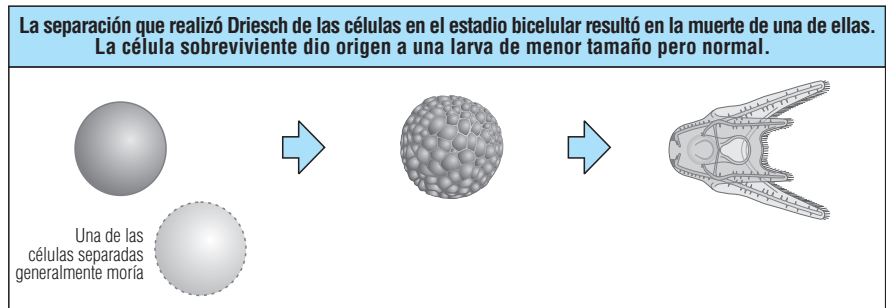 La separación que realizó Driesch de las células en el estadio bicelular resultó en la muerte de una de ellas.
La célula sobreviviente dio origen a una larva de menor tamaño pero normal.
Una de las
células separadas
generalmente moría